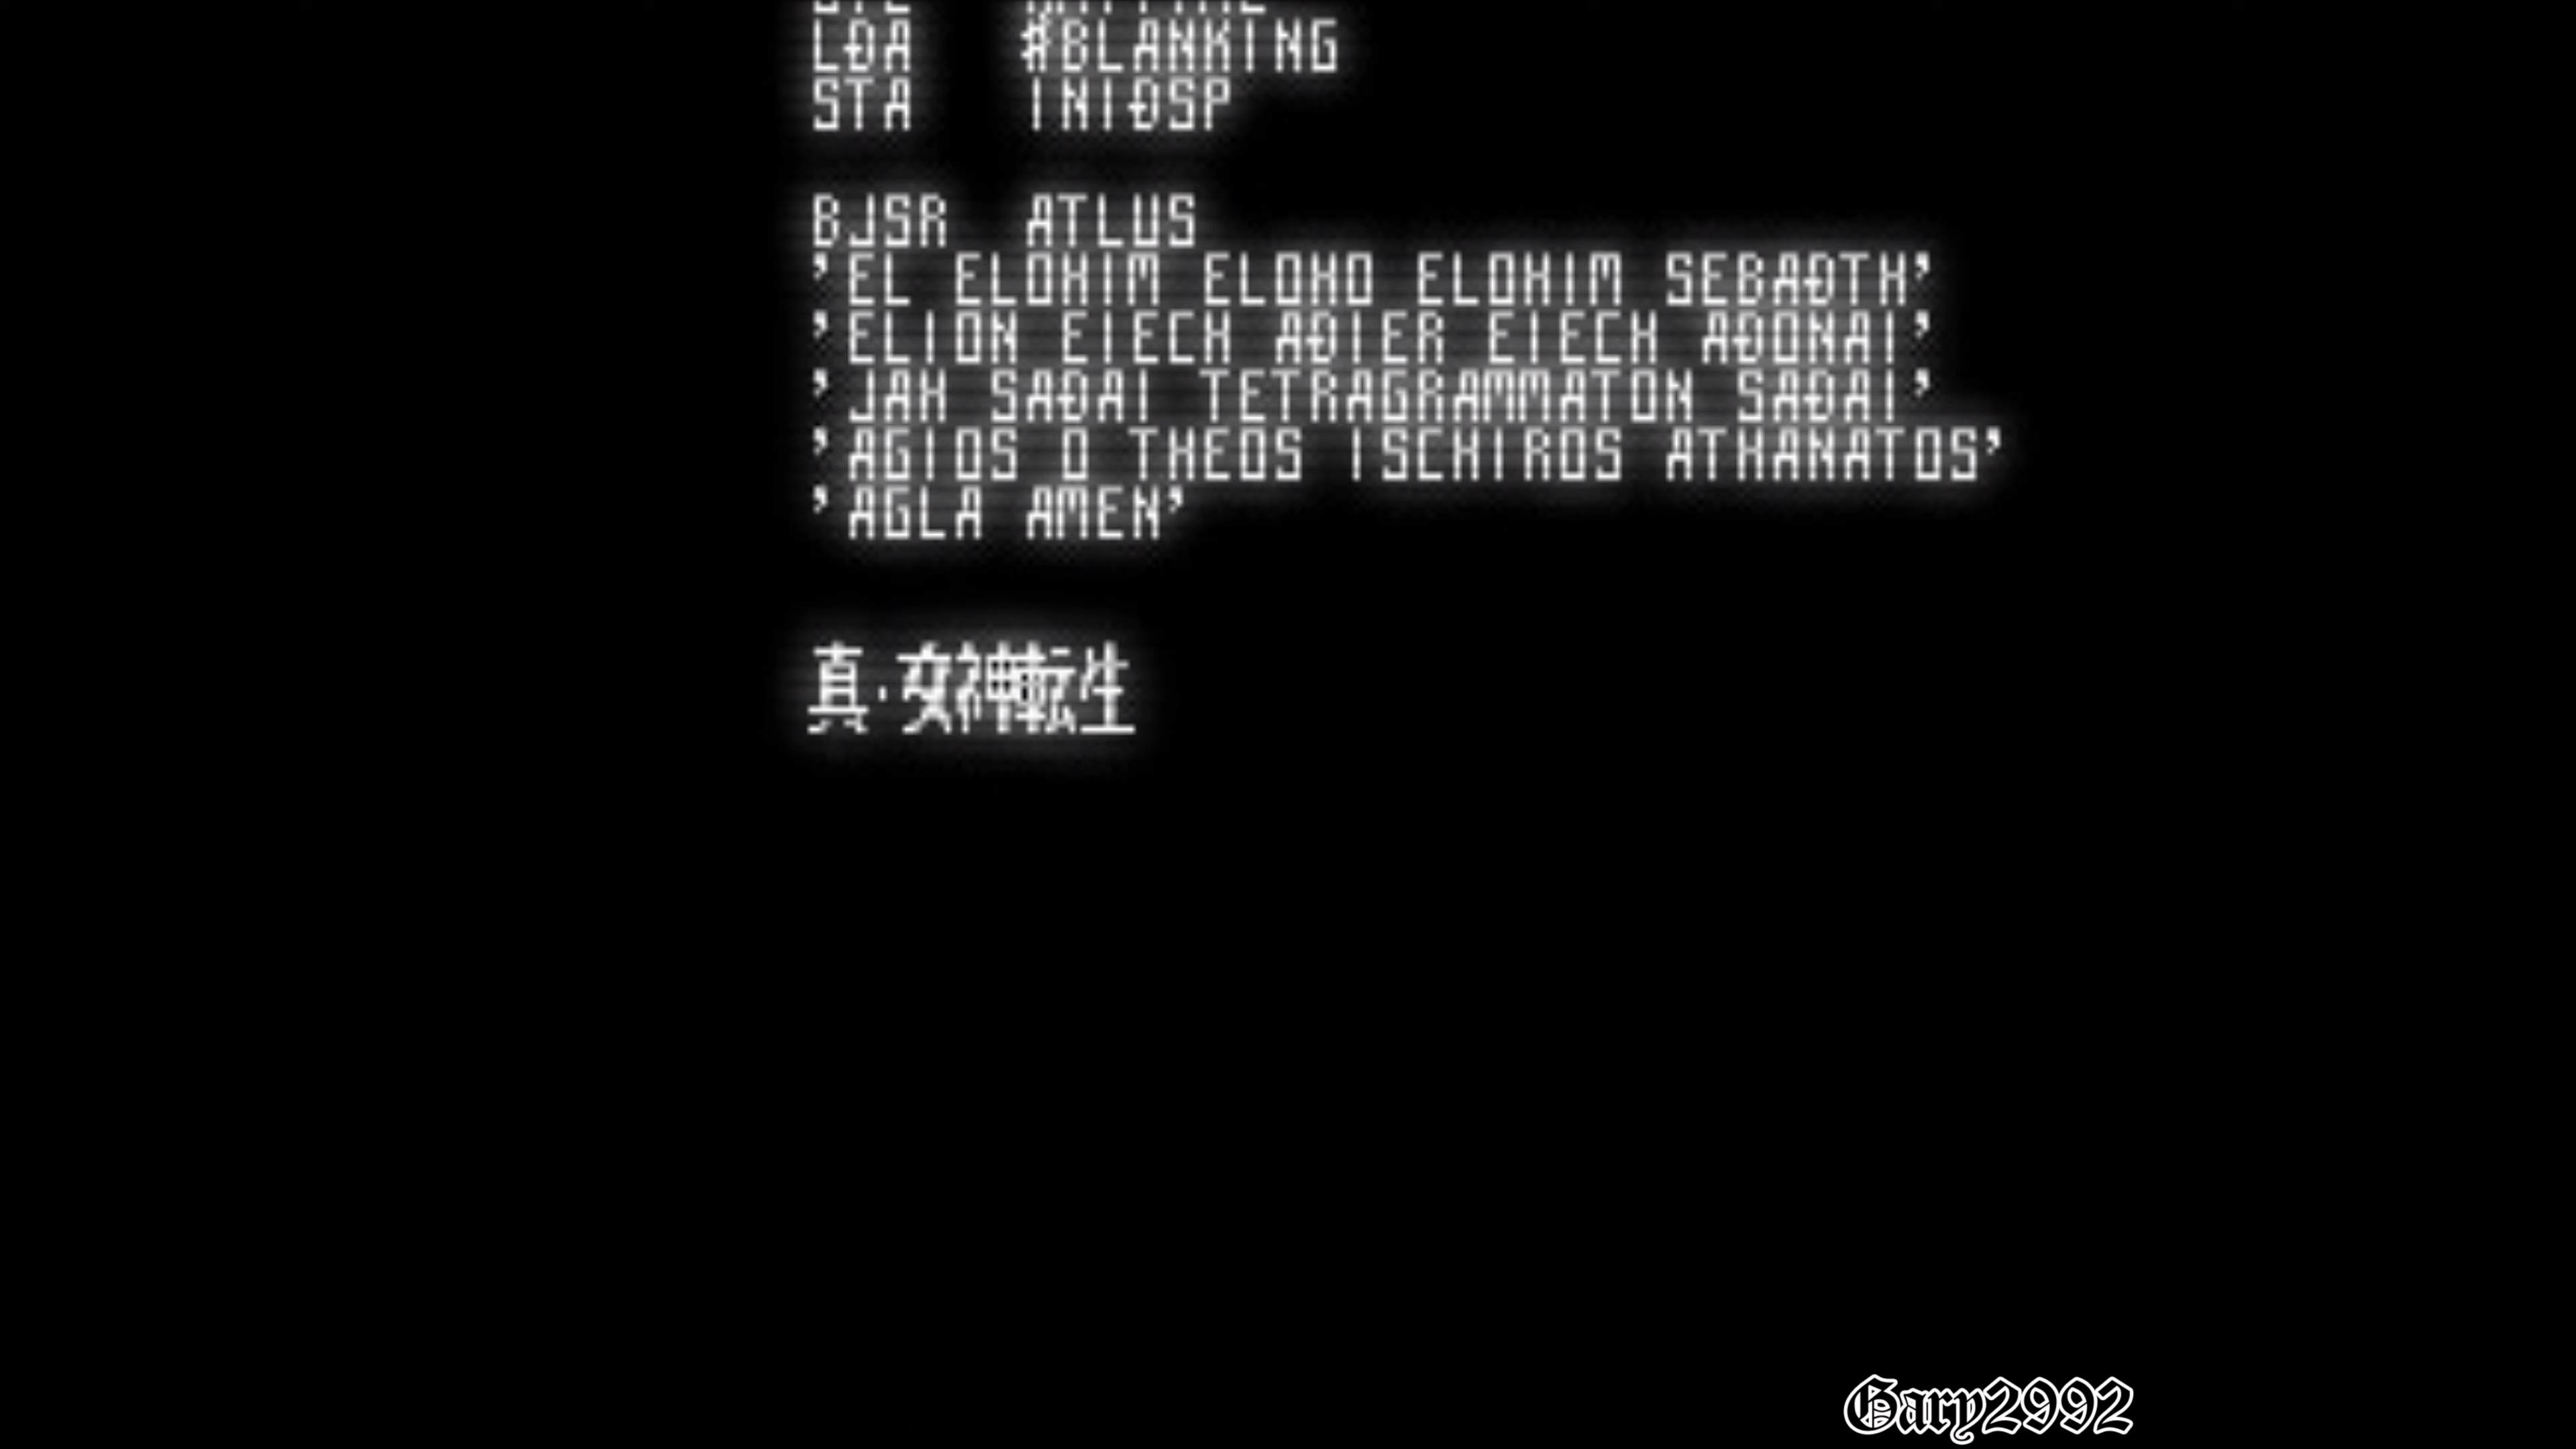 LDA #BLANKING
STA INIDSP
BJSR ATLUS
'EL ELOHIM ELOHO ELOHIM SEBAOTH'
'ELION EIECH ADIER EIECH ADONAI'
'JAH SADAI TETRAGRAMMATON SADAI'
'AGIOS O THEOS ISCHIROS ATHANATOS'
'AGLA AMEN'
真・女神転生
Gary2992